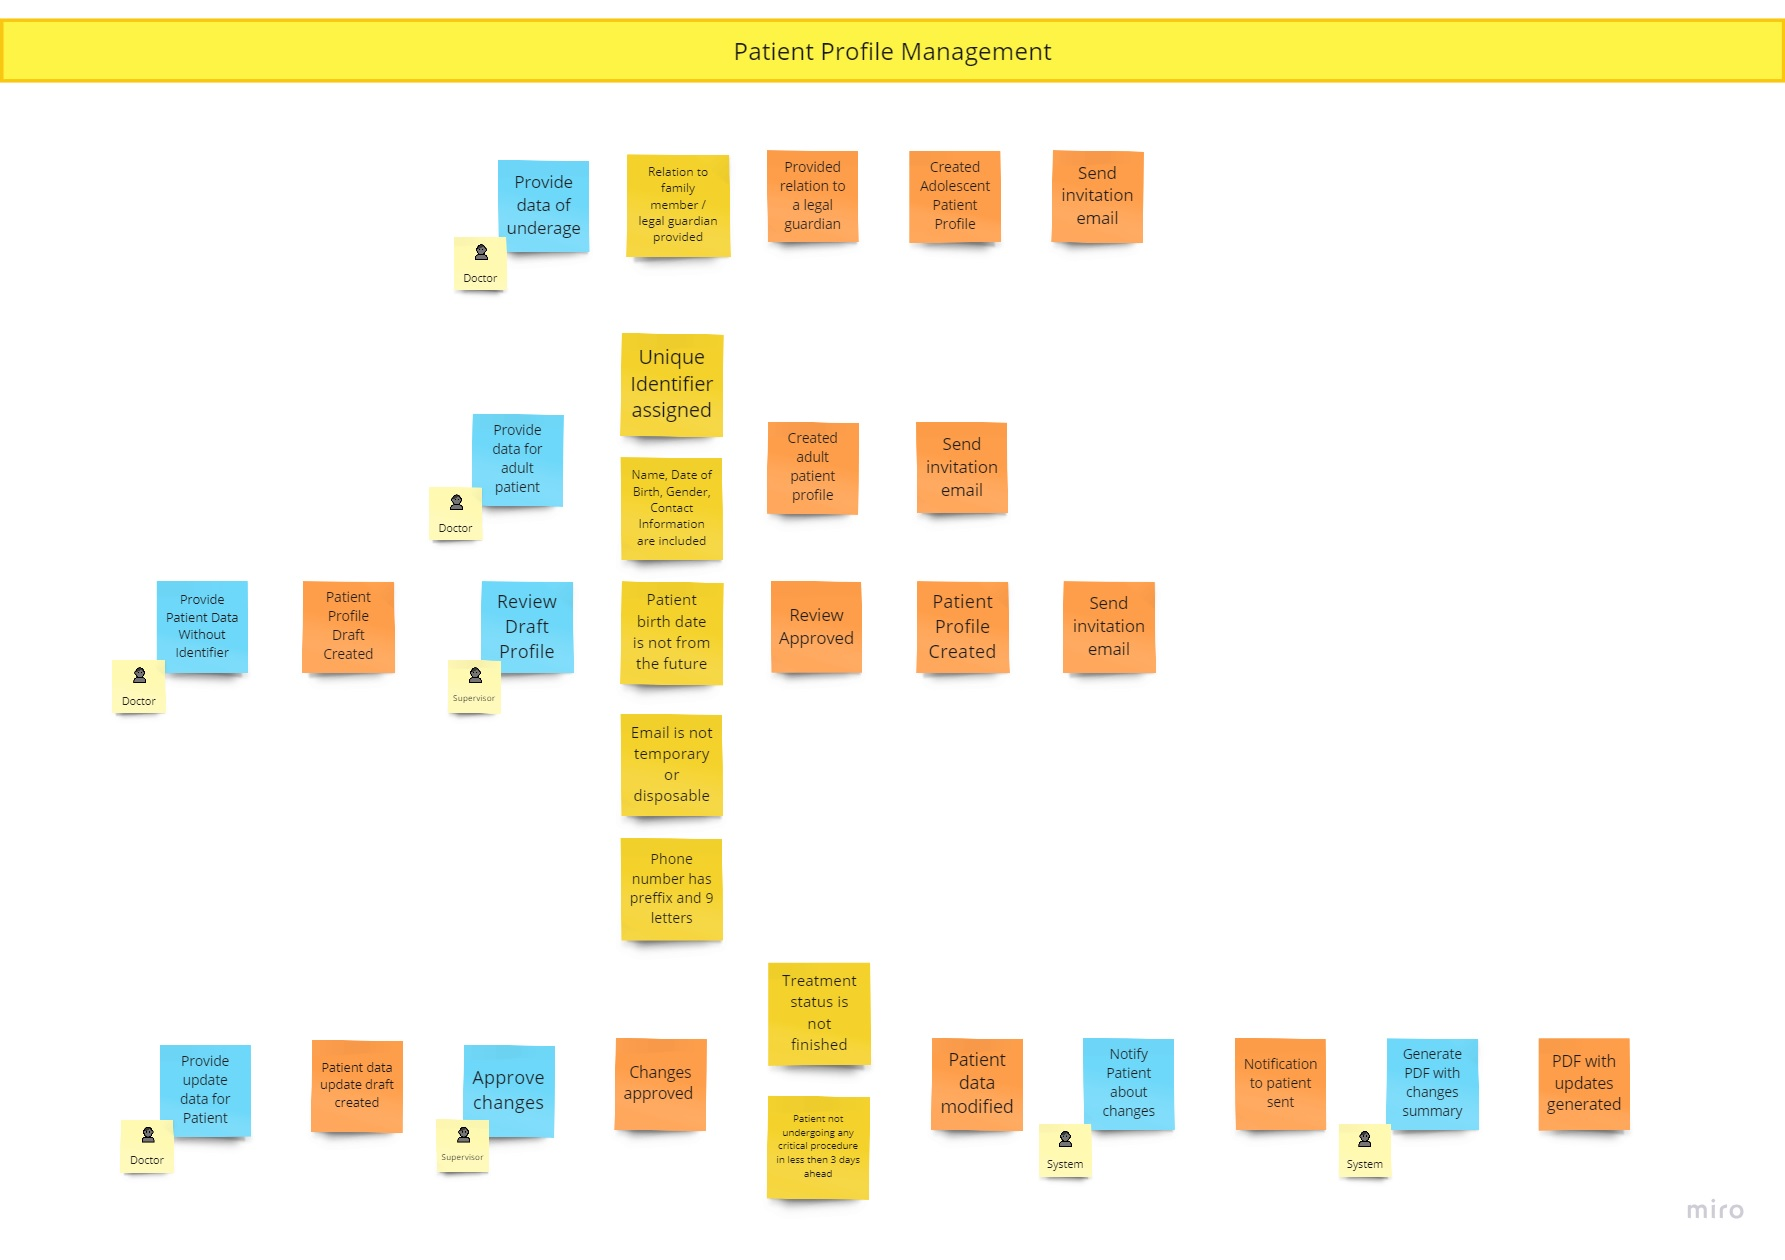 Patient Profile Management
Provide
data of
underage
Doctor
Relation to
family
member /
legal guardian
provided
Provided
relation to
a legal
guardian
Created
Adolescent
Patient
Profile
Send
invitation
email
Unique
Identifier
assigned
Provide
data for
adult
patient
Doctor
Name, Date of
Birth, Gender,
Contact
Information
are included
Created
adult
patient
profile
Send
invitation
email
Provide
Patient Data
Without
Identifier
Doctor
Patient
Profile
Draft
Created
Review
Draft
Profile
Supervisor
Patient
birth date
is not from
the future
Review
Approved
Patient
Profile
Created
Send
invitation
email
Email is not
temporary
or
disposable
Phone
number has
preffix and 9
letters
Treatment
status is
not
finished
Provide
update
data for
Patient
Doctor
Patient data
update draft
created
Approve
changes
Supervisor
Changes
approved
Patient not
undergoing any
critical procedure
in less then 3 days
ahead
Patient
data
modified
Notify
Patient
about
changes
System
Notification
to patient
sent
Generate
PDF with
changes
summary
System
PDF with
updates
generated
miro